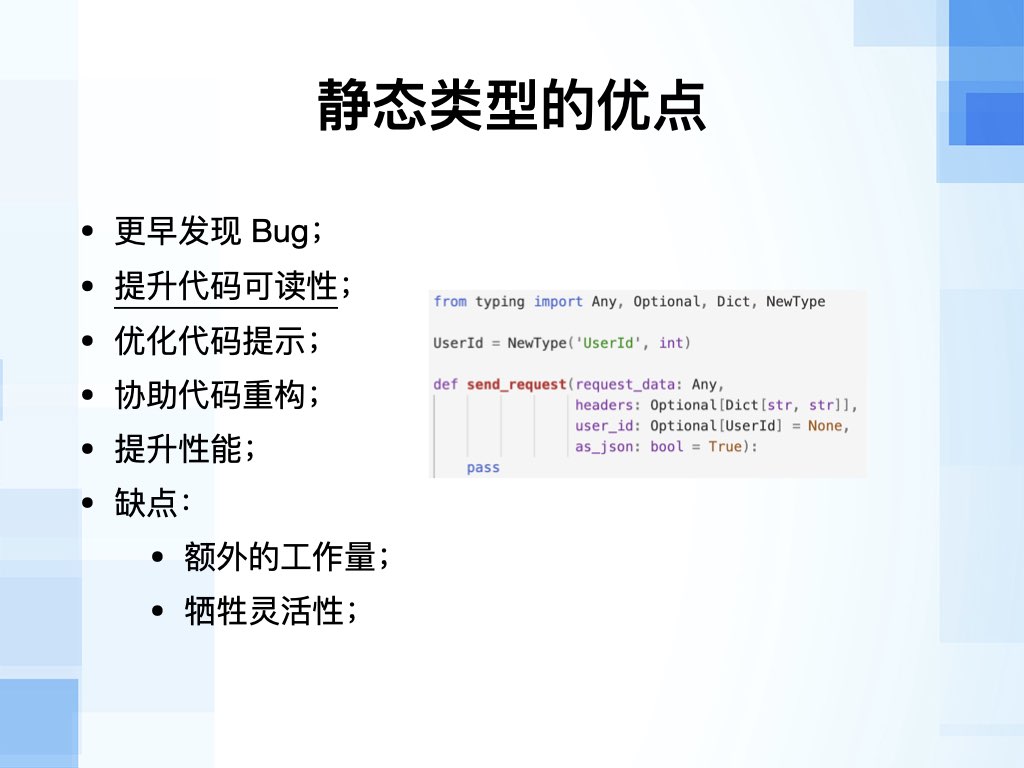 静态类型的优点
更早发现 Bug；
提升代码可读性；
优化代码提示；
协助代码重构；
提升性能；
缺点：
额外的工作量；
牺牲灵活性；
from typing import Any, Optional, Dict, NewType
UserId = NewType('UserId', int)
def send_request(request_data: Any,
headers: Optional[Dict[str, str]],
user_id: Optional[UserId] = None,
as_json: bool = True):
pass